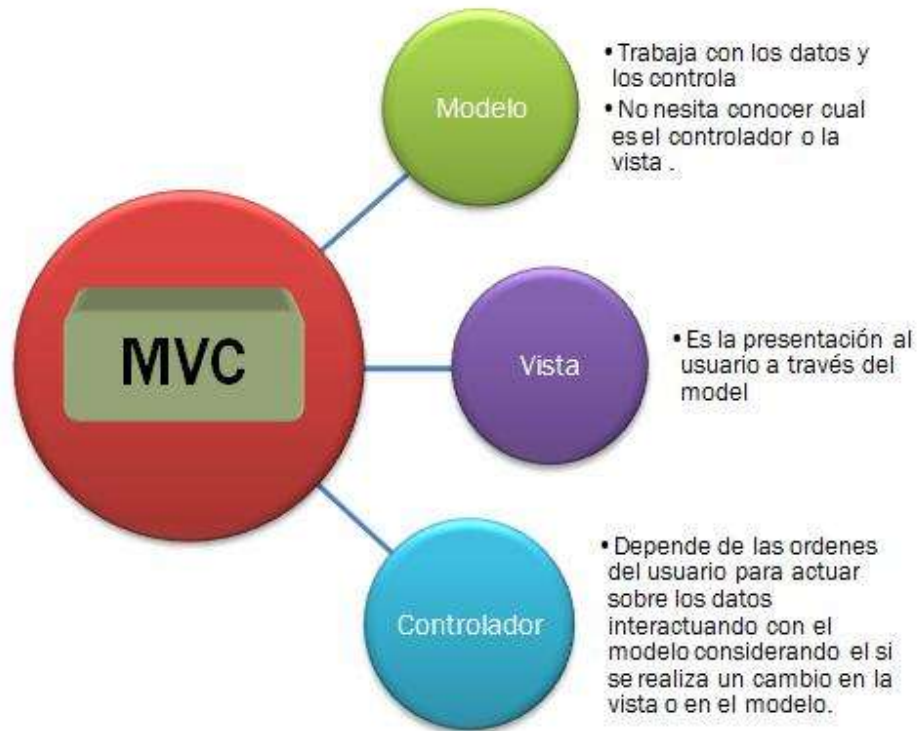 MVC
Modelo
• Trabaja con los datos y
los controla
• No nesita conocer cual
es el controlador o la
vista .
Vista
• Es la presentación al
usuario a través del
model
Controlador
• Depende de las ordenes
del usuario para actuar
sobre los datos
interactuando con el
modelo considerando el si
se realiza un cambio en la
vista o en el modelo.